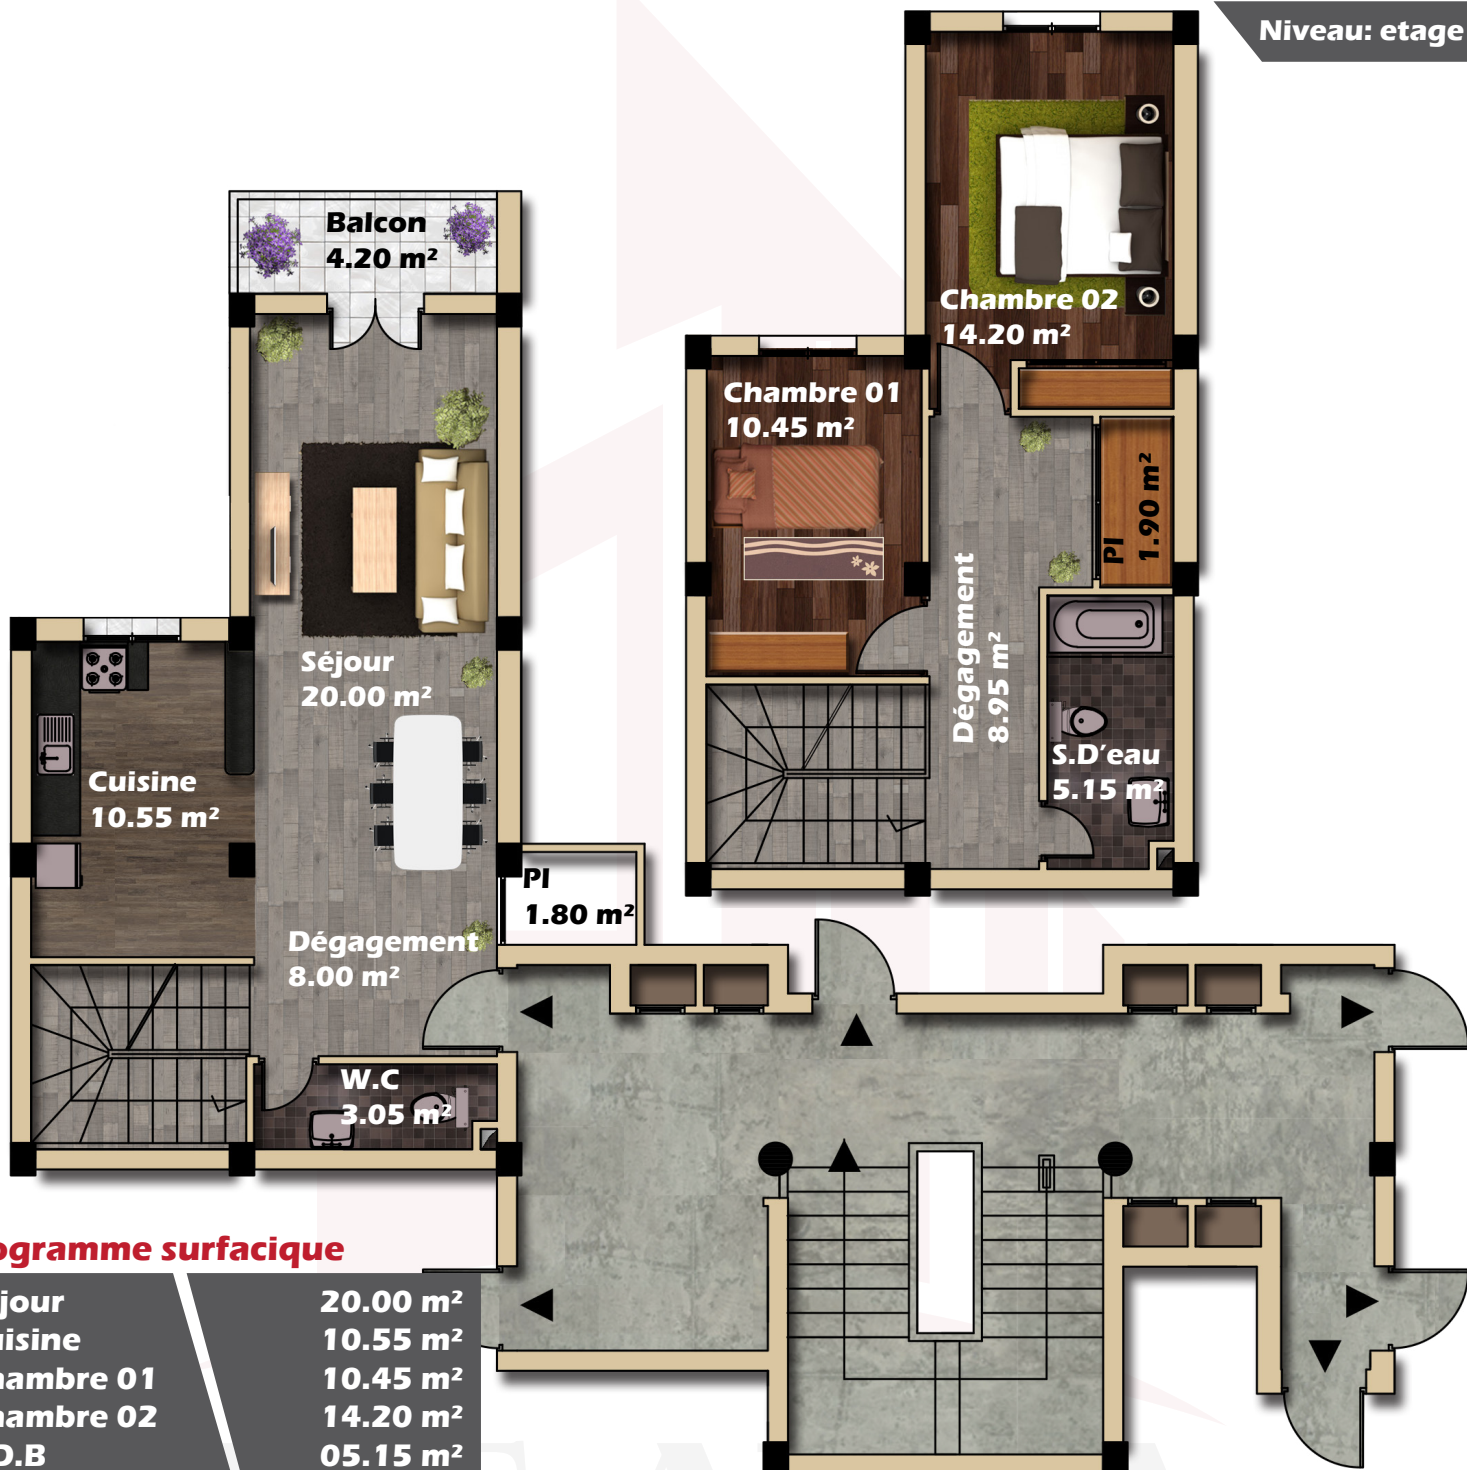 Niveau: etage
Balcon
4.20 m²
Chambre 02
14.20 m²
Chambre 01
10.45 m²
Pl
1.90 m²
Séjour
20.00 m²
Dégagement
8.95 m²
Cuisine
10.55 m²
S.D'eau
5.15 m²
Pl
1.80 m²
Dégagement
8.00 m²
W.C
3.05 m²
ogramme surfacique
jour 20.00 m²
isine 10.55 m²
ambre 01 10.45 m²
ambre 02 14.20 m²
D.B 05.15 m²